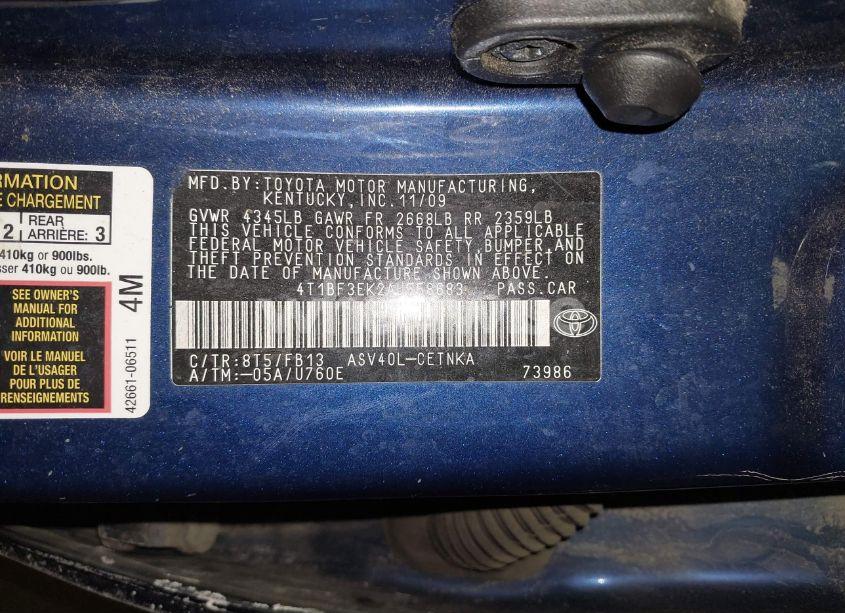 RMATION
E CHARGEMENT
2 REAR ARRIÈRE: 3
410kg or 900lbs.
sser 410kg ou 900lb.
SEE OWNER'S
MANUAL FOR
ADDITIONAL
INFORMATION
VOIR LE MANUEL
DE L'USAGER
POUR PLUS DE
RENSEIGNEMENTS
4M
42661-06511
MFD.BY:TOYOTA MOTOR MANUFACTURING,
KENTUCKY, INC.11/09
GVWR 4345LB GAWR FR 2668LB RR 2359LB
THIS VEHICLE CONFORMS TO ALL APPLICABLE
FEDERAL MOTOR VEHICLE SAFETY,BUMPER,AND
THEFT PREVENTION STANDARDS IN EFFECT ON
THE DATE OF MANUFACTURE SHOWN ABOVE.
PASS.CAR
C/TR:8T5/FB13 ASV40L-CETNKA
A/TM:-05A/U760E 73986